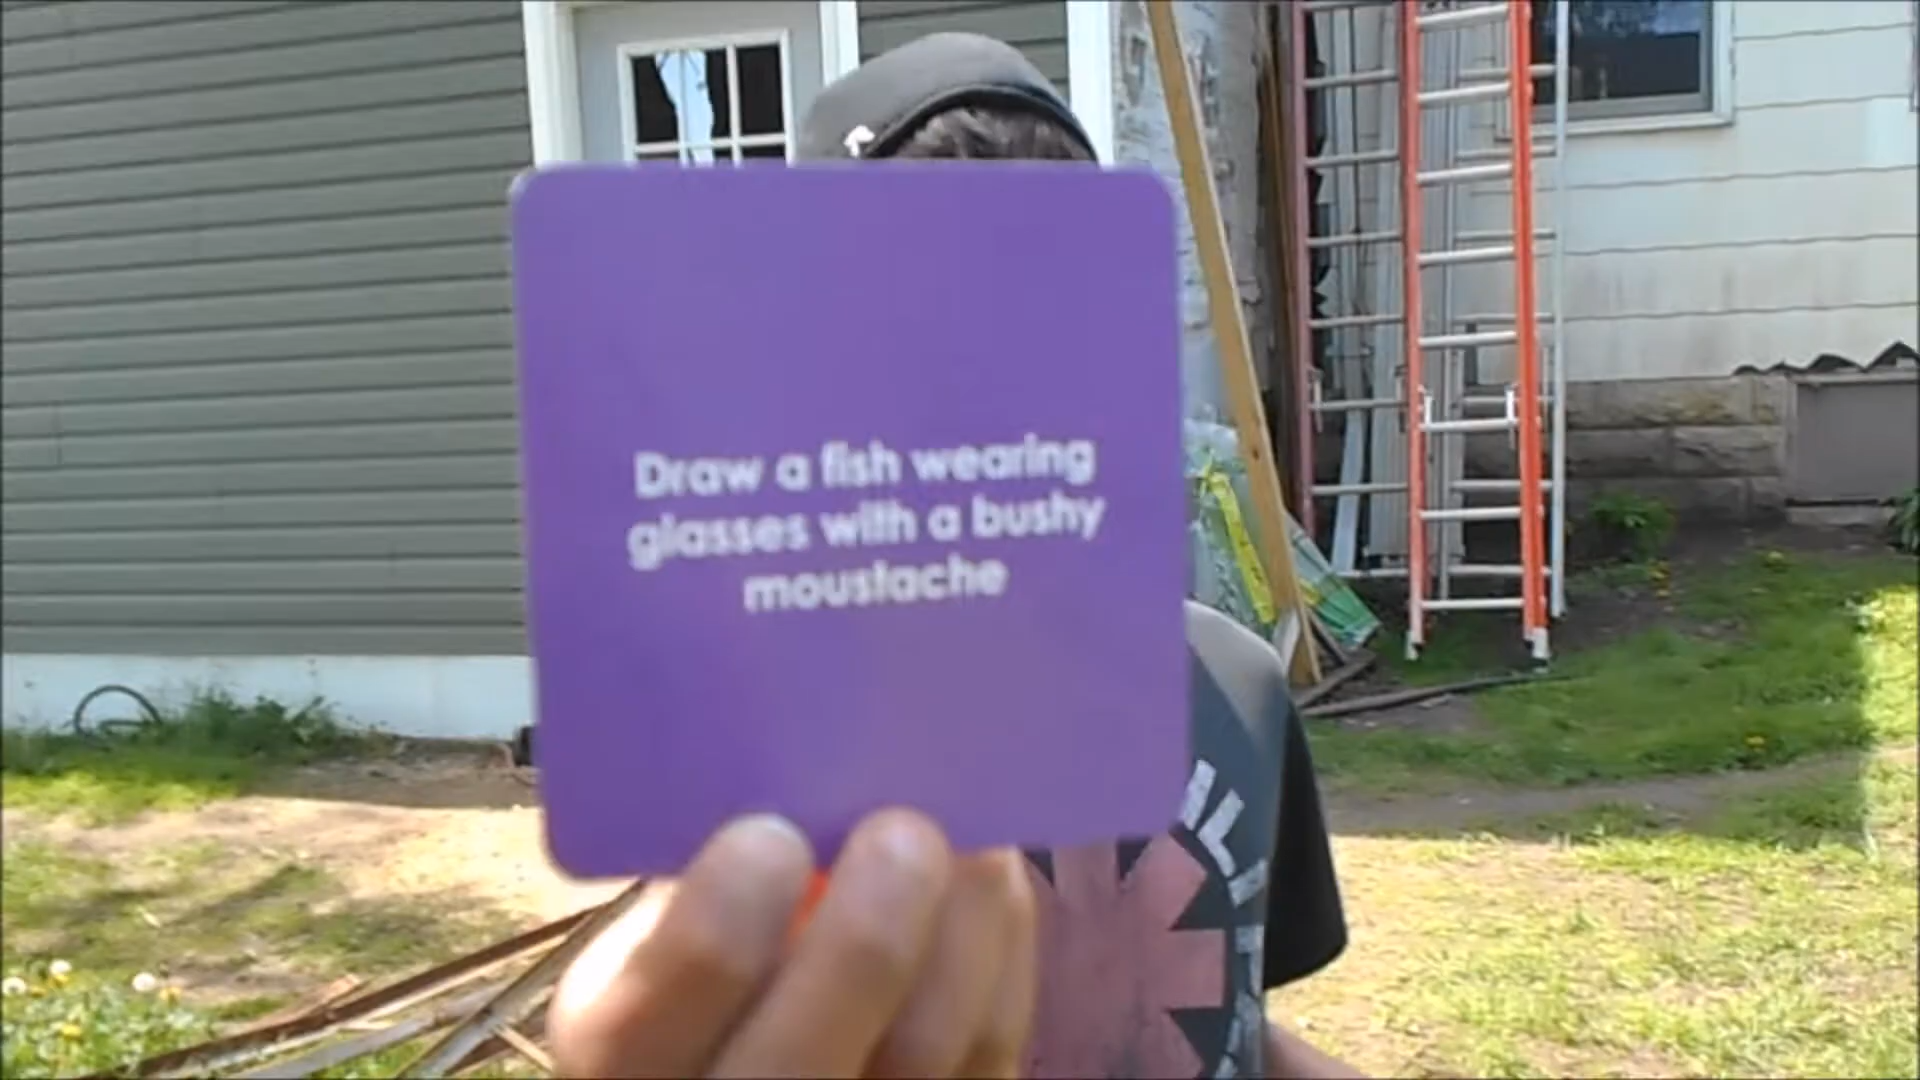 Draw a fish wearing
glasses with a bushy
moustache